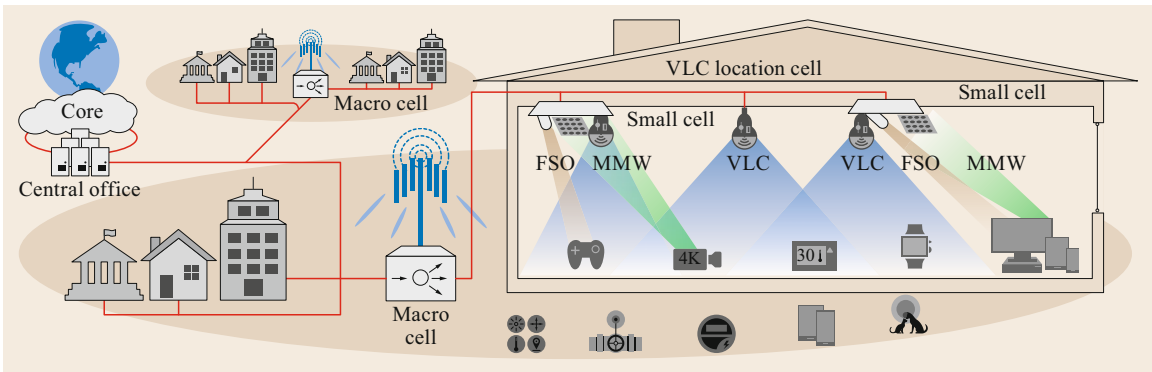 VLC location cell
Core
Macro cell
Small cell
Small cell
FSO MMW VLC VLC FSO MMW
Central office
4K
30
Macro
cell